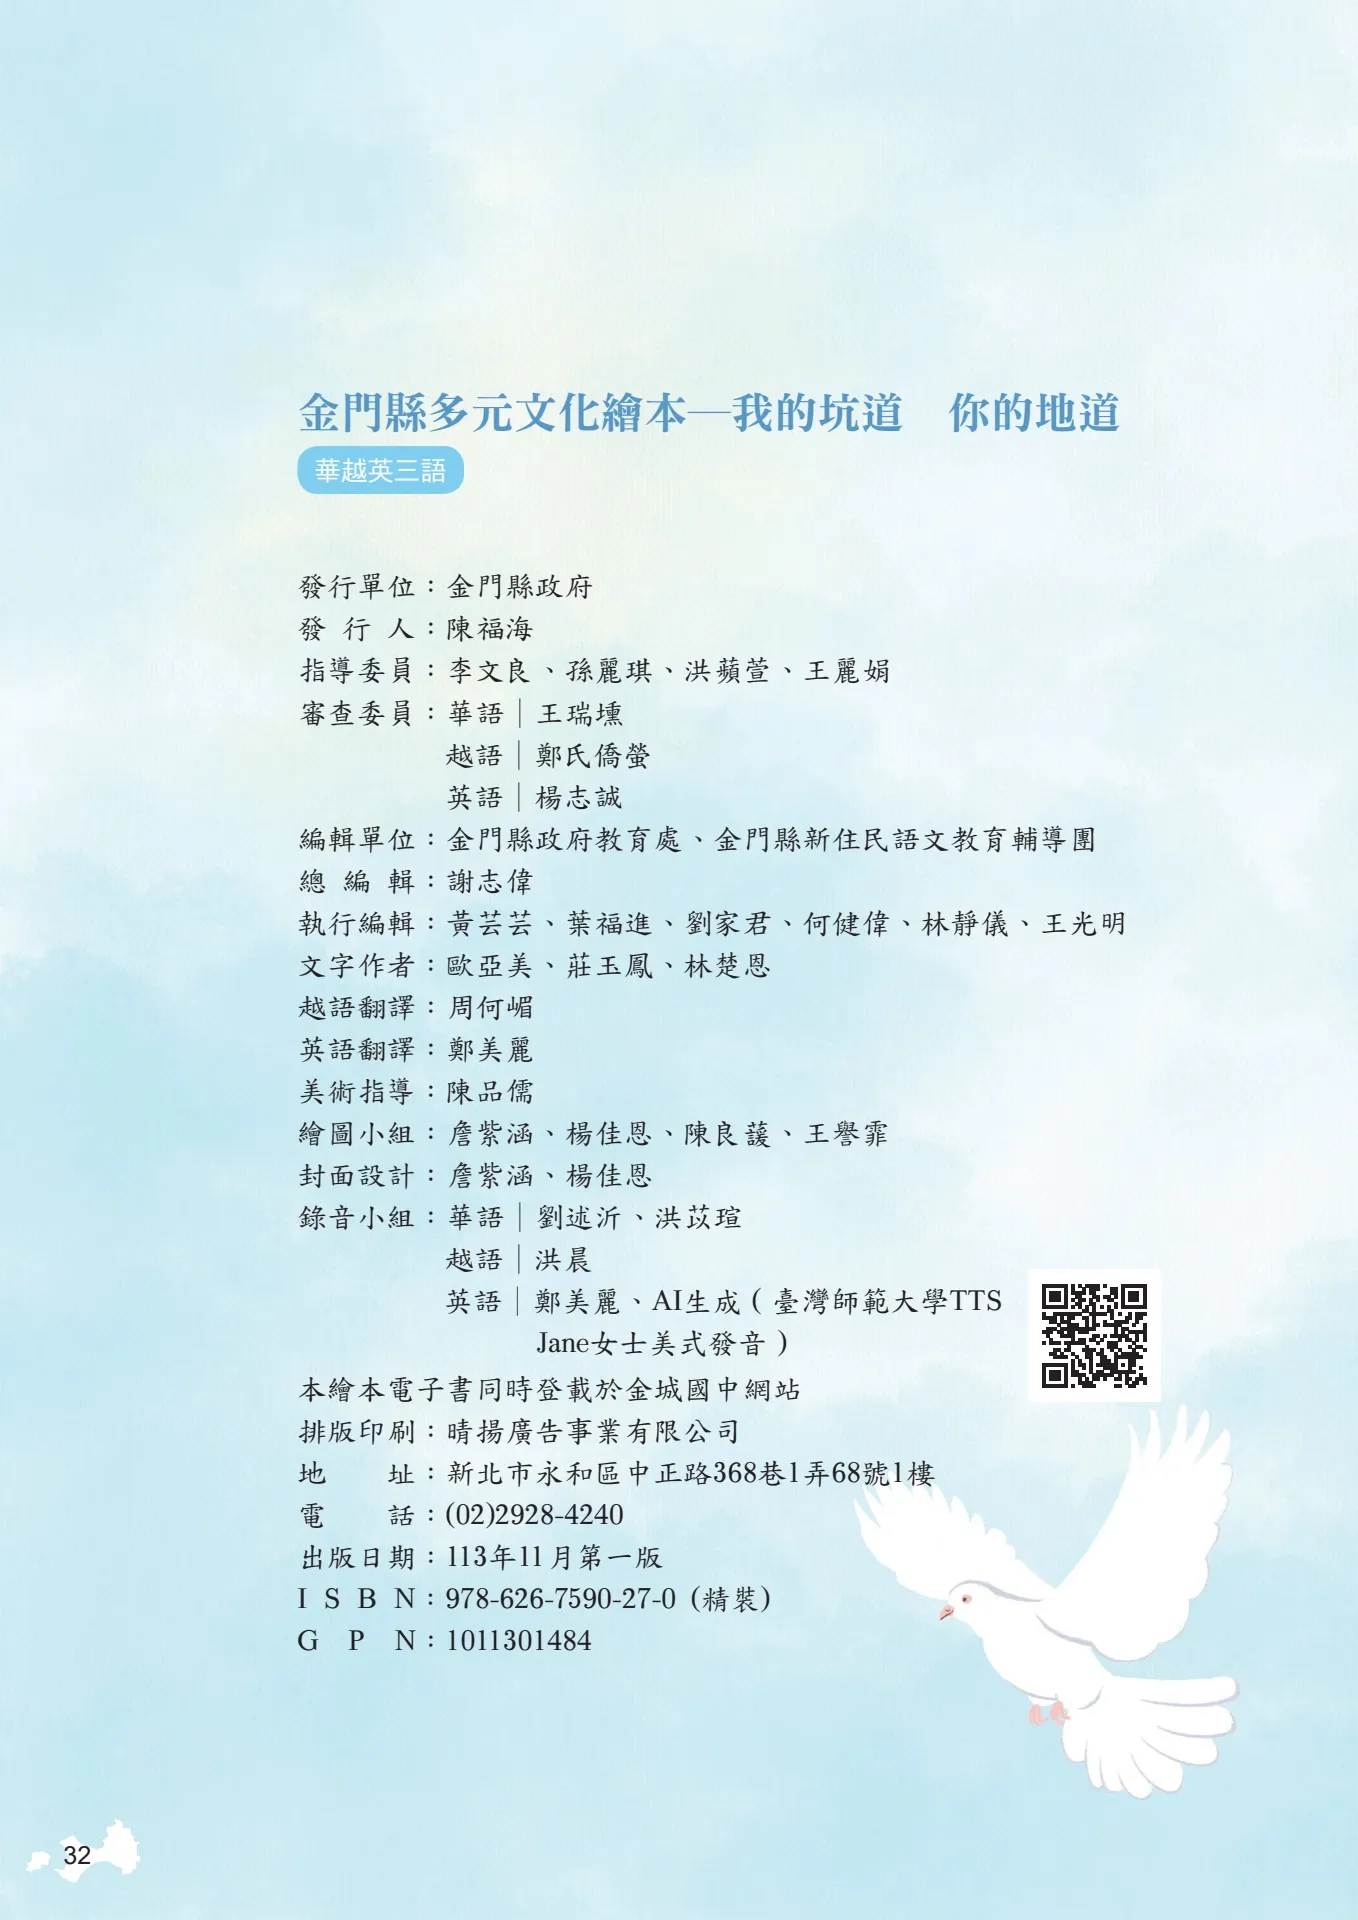 金門縣多元文化繪本—我的坑道　你的地道
華越英三語
發行單位：金門縣政府
發 行 人：陳福海
指導委員：李文良、孫麗琪、洪蘋萱、王麗娟
審查委員：華語│王瑞壎
越語│鄭氏僑螢
英語│楊志誠
編輯單位：金門縣政府教育處、金門縣新住民語文教育輔導團
總 編 輯：謝志偉
執行編輯：黃芸芸、葉福進、劉家君、何健偉、林靜儀、王光明
文字作者：歐亞美、莊玉鳳、林楚恩
越語翻譯：周何嵋
英語翻譯：鄭美麗
美術指導：陳品儒
繪圖小組：詹紫涵、楊佳恩、陳良蘐、王譽霏
封面設計：詹紫涵、楊佳恩
錄音小組：華語│劉述沂、洪苡瑄
越語│洪晨
英語│鄭美麗、AI生成（臺灣師範大學TTS
Jane女士美式發音）
本繪本電子書同時登載於金城國中網站
排版印刷：晴揚廣告事業有限公司
地　　址：新北市永和區中正路368巷1弄68號1樓
電　　話：(02)2928-4240
出版日期：113年11月第一版
I S B N：978-626-7590-27-0 (精裝)
G P N：1011301484
32